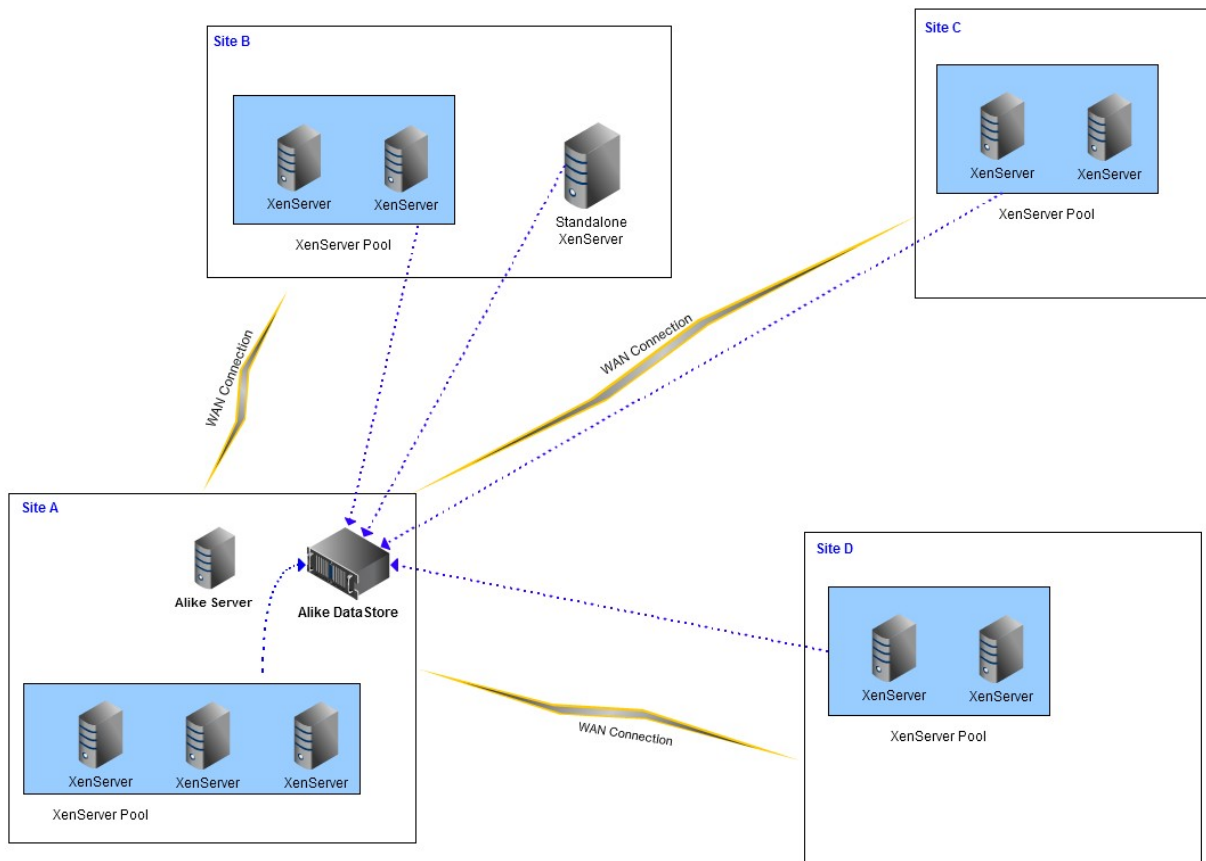 Site B
XenServer
XenServer
XenServer Pool
Standalone
XenServer
Site C
XenServer
XenServer
XenServer Pool
WAN Connection
WAN Connection
Site A
Alike Server
Alike DataStore
XenServer
XenServer
XenServer
XenServer Pool
WAN Connection
Site D
XenServer
XenServer
XenServer Pool